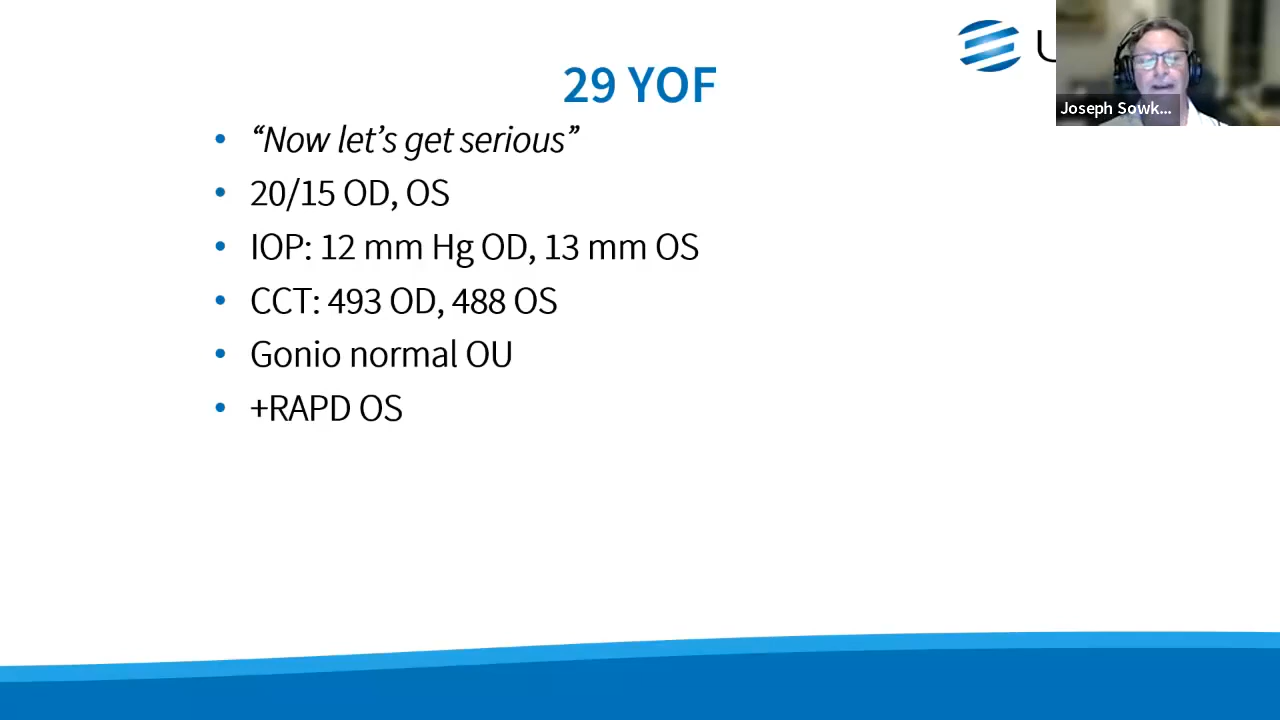 29 YOF
“Now let’s get serious”
20/15 OD, OS
IOP: 12 mm Hg OD, 13 mm OS
CCT: 493 OD, 488 OS
Gonio normal OU
+RAPD OS
Joseph Sowk...